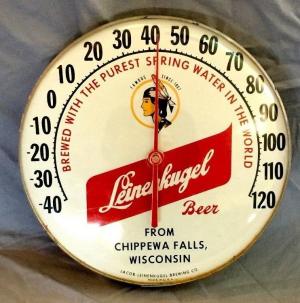 -40 -30 -20 -10 0 10 20 30 40 50 60 70 80 90 100 110 120
BREWED WITH THE PUREST SPRING WATER IN THE WORLD
FAMOUS SINCE 1867
Leinenkugel
Beer
FROM
CHIPPEWA FALLS,
WISCONSIN
JACOB LEINENKUGEL BREWING CO.